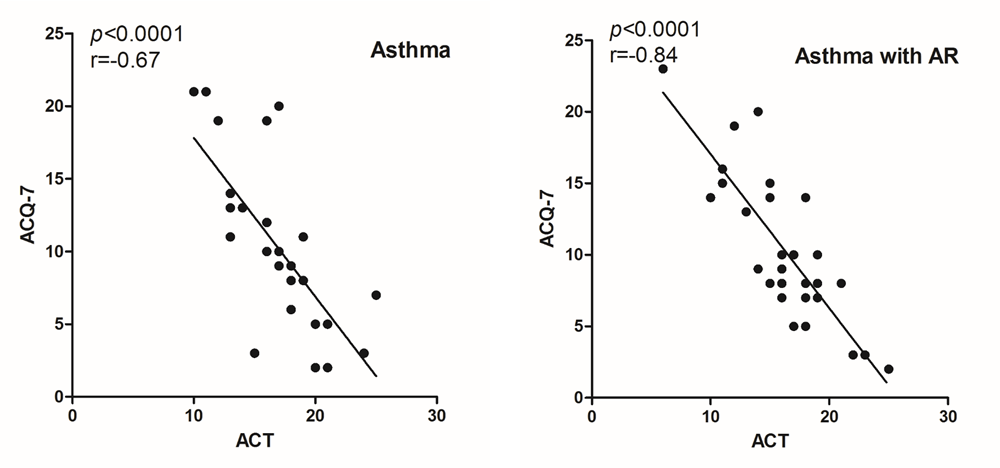 p<0.0001
r=-0.67
Asthma
25
20
15
10
5
0
ACQ-7
0 10 20 30
ACT
p<0.0001
r=-0.84
Asthma with AR
25
20
15
10
5
0
ACQ-7
0 10 20 30
ACT